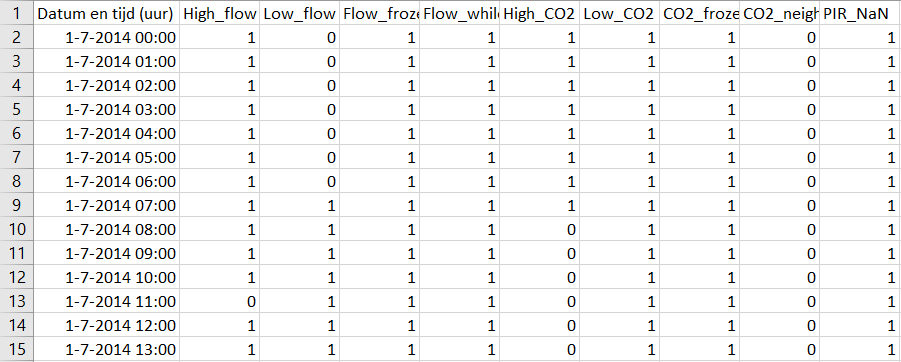 1 Datum en tijd (uur) High_flow Low_flow Flow_froze Flow_while High_CO2 Low_CO2 CO2_froze CO2_neigh PIR_NaN
2 1-7-2014 00:00 1 0 1 1 1 1 1 0 1
3 1-7-2014 01:00 1 0 1 1 1 1 1 0 1
4 1-7-2014 02:00 1 0 1 1 1 1 1 0 1
5 1-7-2014 03:00 1 0 1 1 1 1 1 0 1
6 1-7-2014 04:00 1 0 1 1 1 1 1 0 1
7 1-7-2014 05:00 1 0 1 1 1 1 1 0 1
8 1-7-2014 06:00 1 0 1 1 1 1 1 0 1
9 1-7-2014 07:00 1 1 1 1 1 1 1 0 1
10 1-7-2014 08:00 1 1 1 1 0 1 1 0 1
11 1-7-2014 09:00 1 1 1 1 0 1 1 0 1
12 1-7-2014 10:00 1 1 1 1 0 1 1 0 1
13 1-7-2014 11:00 0 1 1 1 0 1 1 0 1
14 1-7-2014 12:00 1 1 1 1 0 1 1 0 1
15 1-7-2014 13:00 1 1 1 1 0 1 1 0 1